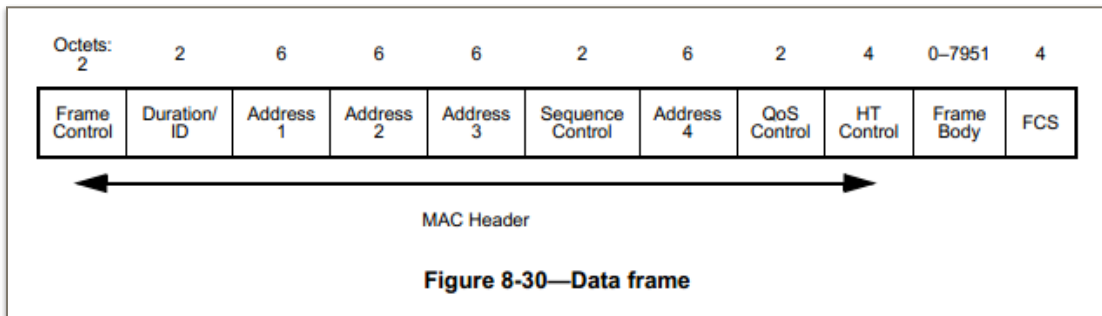 Octets:
2 2 6 6 6 2 6 2 4 0–7951 4
Frame Control Duration/ ID Address 1 Address 2 Address 3 Sequence Control Address 4 QoS Control HT Control Frame Body FCS
MAC Header
Figure 8-30—Data frame